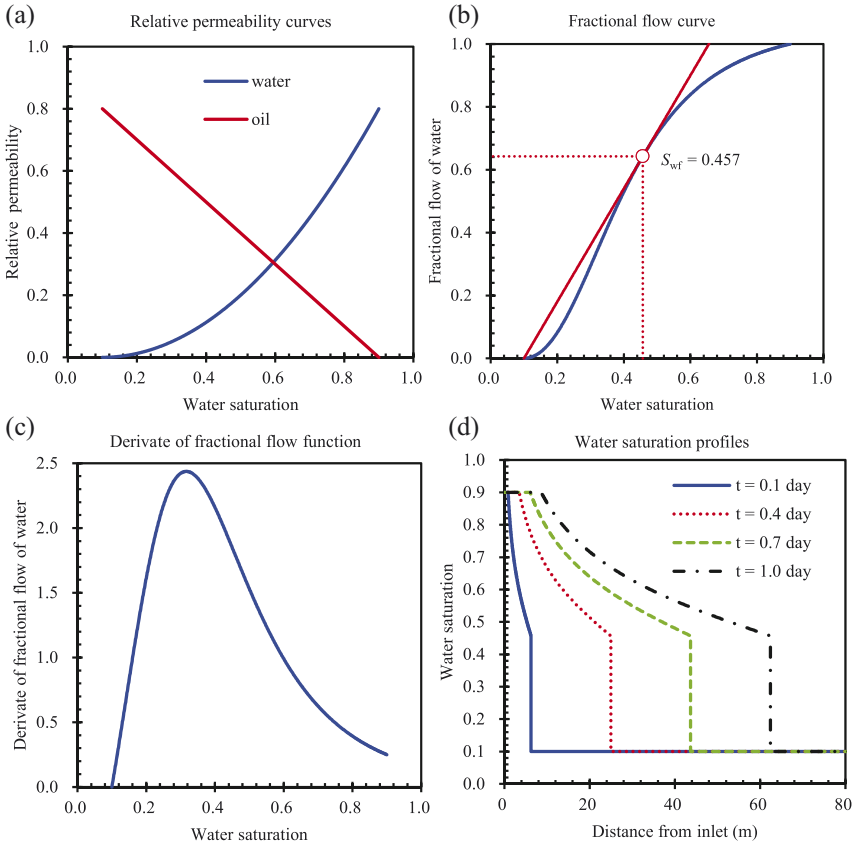 (a)
Relative permeability curves
1.0
0.8
0.6
0.4
0.2
0.0
Relative permeability
water
oil
0.0 0.2 0.4 0.6 0.8 1.0
Water saturation
(b)
Fractional flow curve
1.0
0.8
0.6
0.4
0.2
0.0
Fractional flow of water
Swf = 0.457
0.0 0.2 0.4 0.6 0.8 1.0
Water saturation
(c)
Derivate of fractional flow function
2.5
2.0
1.5
1.0
0.5
0.0
Derivate of fractional flow of water
0.0 0.2 0.4 0.6 0.8 1.0
Water saturation
(d)
Water saturation profiles
1.0
0.9
0.8
0.7
0.6
0.5
0.4
0.3
0.2
0.1
0.0
Water saturation
t = 0.1 day
t = 0.4 day
t = 0.7 day
t = 1.0 day
0 20 40 60 80
Distance from inlet (m)